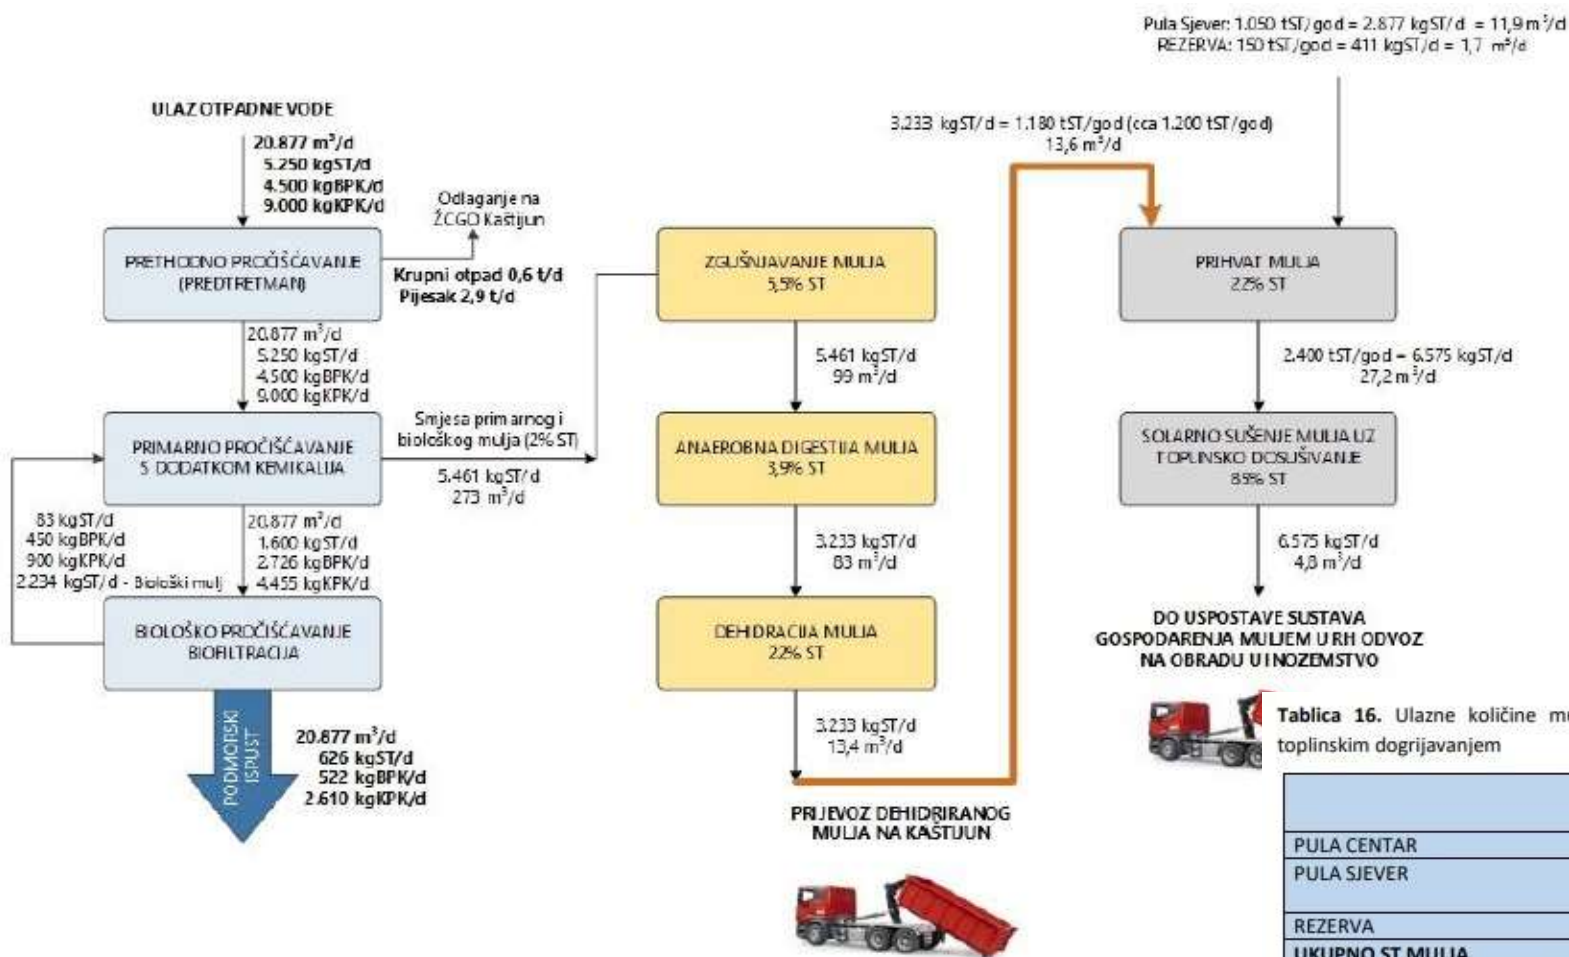 Pula Sjever: 1.050 tST/god = 2.877 kgST/d = 11,9 m³/d
REZERVA: 150 tST/god = 411 kgST/d = 1,7 m³/d
ULAZ OTPADNE VODE
20.877 m³/d
5.250 kgST/d
4.500 kgBPK/d
9.000 kgKPK/d
PRETHODNO PROČIŠĆAVANJE
(PREDTRETMAN)
Odlaganje na
ŽCGO Kaštijun
Krupni otpad 0,6 t/d
Pijesak 2,9 t/d
20.877 m³/d
5.250 kgST/d
4.500 kgBPK/d
9.000 kgKPK/d
PRIMARNO PROČIŠĆAVANJE
S DODATKOM KEMIKALIJA
Smjesa primarnog i
biološkog mulja (2% ST)
5.461 kgST/d
273 m³/d
83 kgST/d
450 kgBPK/d
900 kgKPK/d
2.234 kgST/d - Biološki mulj
20.877 m³/d
1.600 kgST/d
2.726 kgBPK/d
4.455 kgKPK/d
BIOLOŠKO PROČIŠĆAVANJE
BIOFILTRACIJA
PODMORSKI
ISPUST
20.877 m³/d
626 kgST/d
522 kgBPK/d
2.610 kgKPK/d
ZGUŠNJAVANJE MULJA
5,5% ST
5.461 kgST/d
99 m³/d
ANAEROBNA DIGESTIJA MULJA
3,9% ST
3.233 kgST/d
83 m³/d
DEHIDRACIJA MULJA
22% ST
3.233 kgST/d
13,4 m³/d
PRIJEVOZ DEHIDRIRANOG
MULJA NA KAŠTIJUN
3.233 kgST/d = 1.180 tST/god (cca 1.200 tST/god)
13,6 m³/d
PRIHVAT MULJA
22% ST
2.400 tST/god = 6.575 kgST/d
27,2 m³/d
SOLARNO SUŠENJE MULJA UZ
TOPLINSKO DOSUŠIVANJE
85% ST
6.575 kgST/d
4,8 m³/d
DO USPOSTAVE SUSTAVA
GOSPODARENJA MULJEM U RH ODVOZ
NA OBRADU U INOZEMSTVO
Tablica 16. Ulazne količine
toplinskim dogrijavanjem
PULA CENTAR
PULA SJEVER
REZERVA
UKUPNO ST MULJA